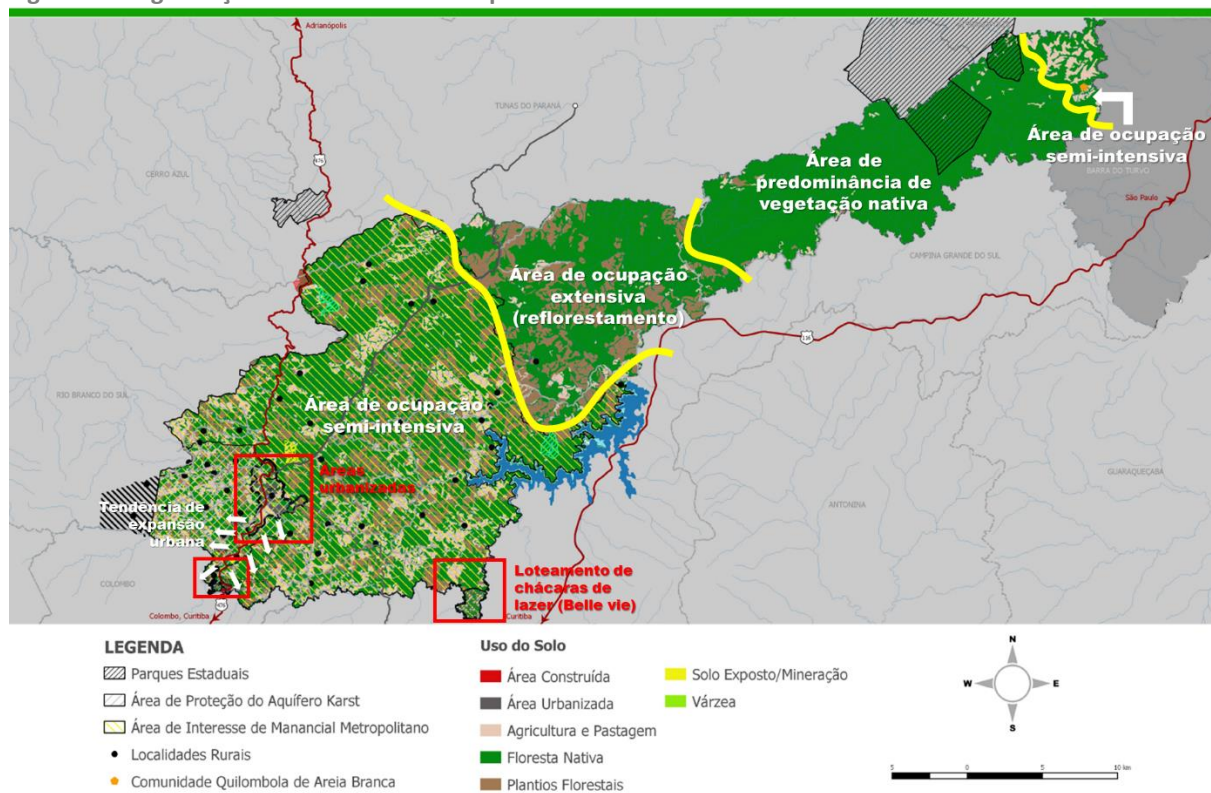 Adrianópolis
TUNAS DO PARANÁ
476
CERRO AZUL
Área de ocupação
semi-intensiva
BARRA DO TURVO
São Paulo
Área de
predominância de
vegetação nativa
CAMPINA GRANDE DO SUL
Área de ocupação
extensiva
(reflorestamento)
116
RIO BRANCO DO SUL
Área de ocupação
semi-intensiva
Áreas
urbanizadas
GUARAQUEÇABA
ANTONINA
Tendência de
expansão
urbana
COLOMBO
Loteamento de
chácaras de
lazer (Belle vie)
476
Colombo, Curitiba
Curitiba
LEGENDA
Parques Estaduais
Área de Proteção do Aquífero Karst
Área de Interesse de Manancial Metropolitano
Localidades Rurais
Comunidade Quilombola de Areia Branca
Uso do Solo
Área Construída
Área Urbanizada
Agricultura e Pastagem
Floresta Nativa
Plantios Florestais
Solo Exposto/Mineração
Várzea
N
W
E
S
5 0 5 10 km